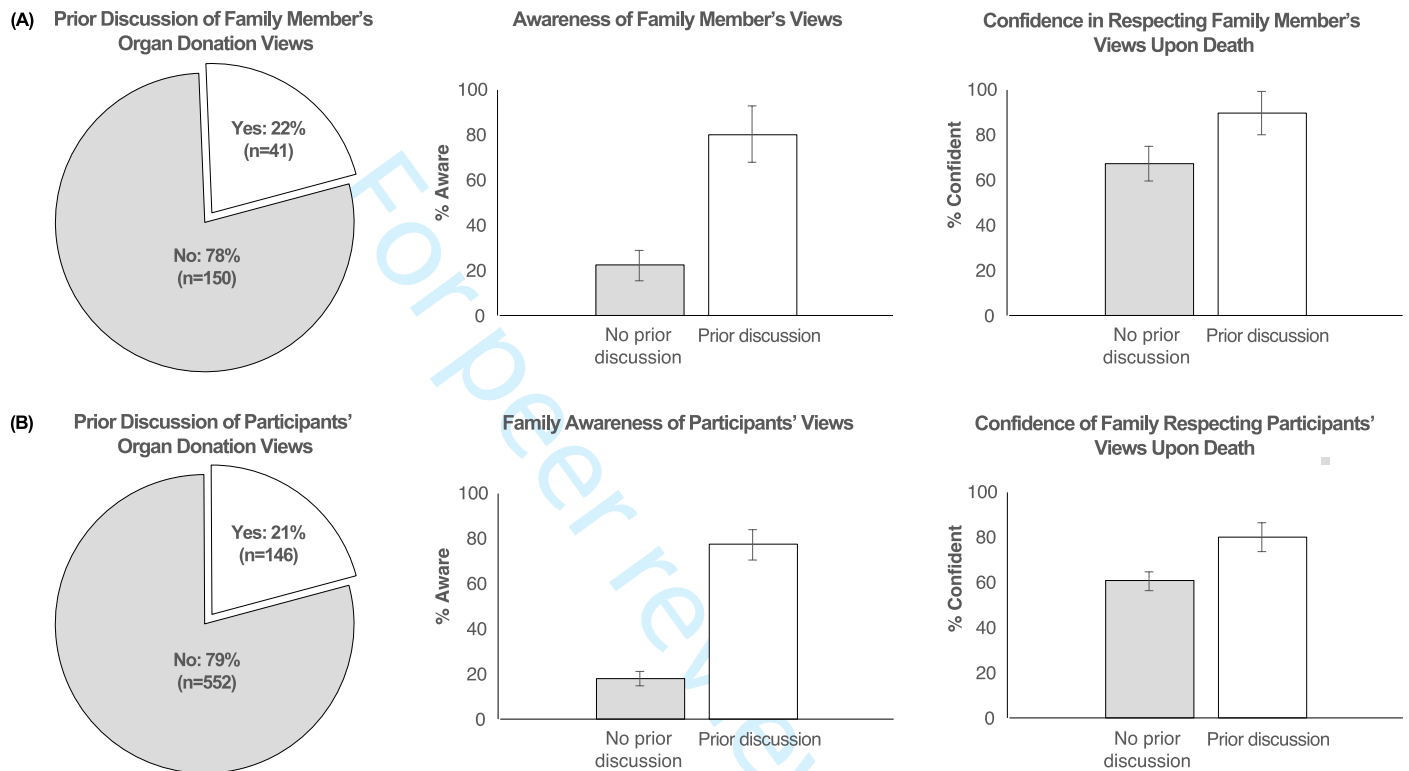 (A)
Prior Discussion of Family Member’s
Organ Donation Views
Yes: 22%
(n=41)
No: 78%
(n=150)
Awareness of Family Member’s Views
% Aware
100
80
60
40
20
0
No prior
discussion
Prior discussion
Confidence in Respecting Family Member’s
Views Upon Death
% Confident
100
80
60
40
20
0
No prior
discussion
Prior discussion
(B)
Prior Discussion of Participants’
Organ Donation Views
Yes: 21%
(n=146)
No: 79%
(n=552)
Family Awareness of Participants’ Views
% Aware
100
80
60
40
20
0
No prior
discussion
Prior discussion
Confidence of Family Respecting Participants’
Views Upon Death
% Confident
100
80
60
40
20
0
No prior
discussion
Prior discussion
For peer review